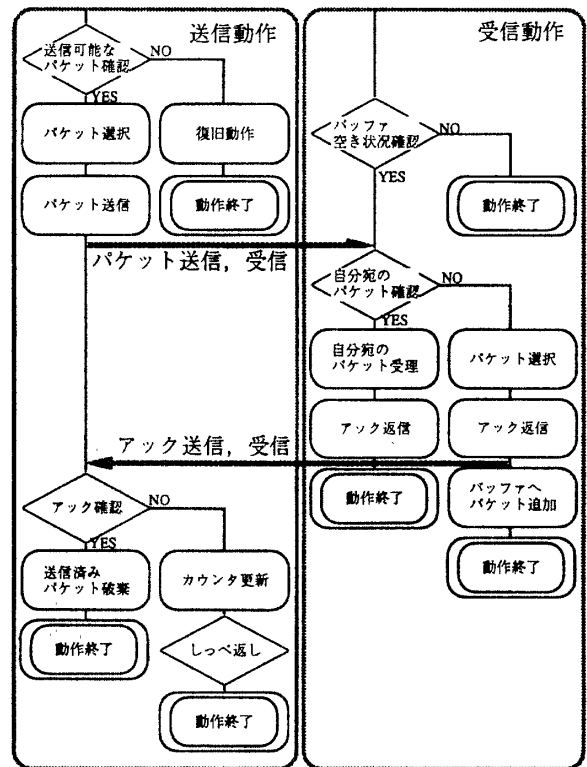 送信動作
送信可能な
パケット確認
NO
YES
パケット選択
復旧動作
パケット送信
動作終了
パケット送信，受信
アック送信，受信
アック確認
NO
YES
送信済み
パケット破棄
カウンタ更新
動作終了
しっぺ返し
動作終了
受信動作
バッファ
空き状況確認
NO
YES
動作終了
自分宛の
パケット確認
NO
YES
自分宛の
パケット受理
パケット選択
アック返信
アック返信
動作終了
バッファへ
パケット追加
動作終了